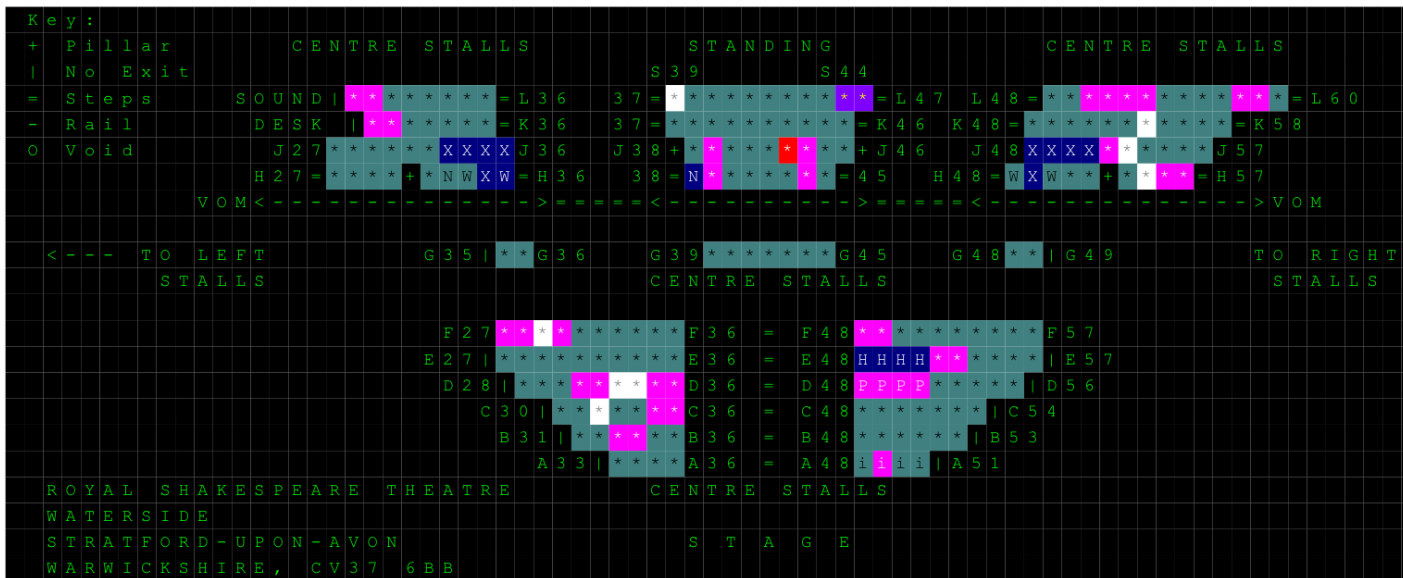 Key:
+ Pillar CENTRE STALLS STANDING CENTRE STALLS
| No Exit S39 S44
= Steps SOUND|********=L36 37=***********=L47 L48=*************=L60
- Rail DESK |*******=K36 37=**********=K46 K48=***********=K58
O Void J27******XXXXJ36 J38+*********+J46 J48XXXX******J57
H27=****+*NWXW=H36 38=N*******=45 H48=WXW**+****=H57
VOM<-------------->=====<---------->=====<-------------->VOM
<--- TO LEFT G35|**G36 G39*******G45 G48**|G49 TO RIGHT
STALLS CENTRE STALLS STALLS
F27**********F36 = F48**********F57
E27|**********E36 = E48HHHH******|E57
D28|*********D36 = D48PPPP*****|D56
C30|*******C36 = C48*******|C54
B31|******B36 = B48******|B53
A33|****A36 = A48iiii|A51
ROYAL SHAKESPEARE THEATRE CENTRE STALLS
WATERSIDE
STRATFORD-UPON-AVON STAGE
WARWICKSHIRE, CV37 6BB